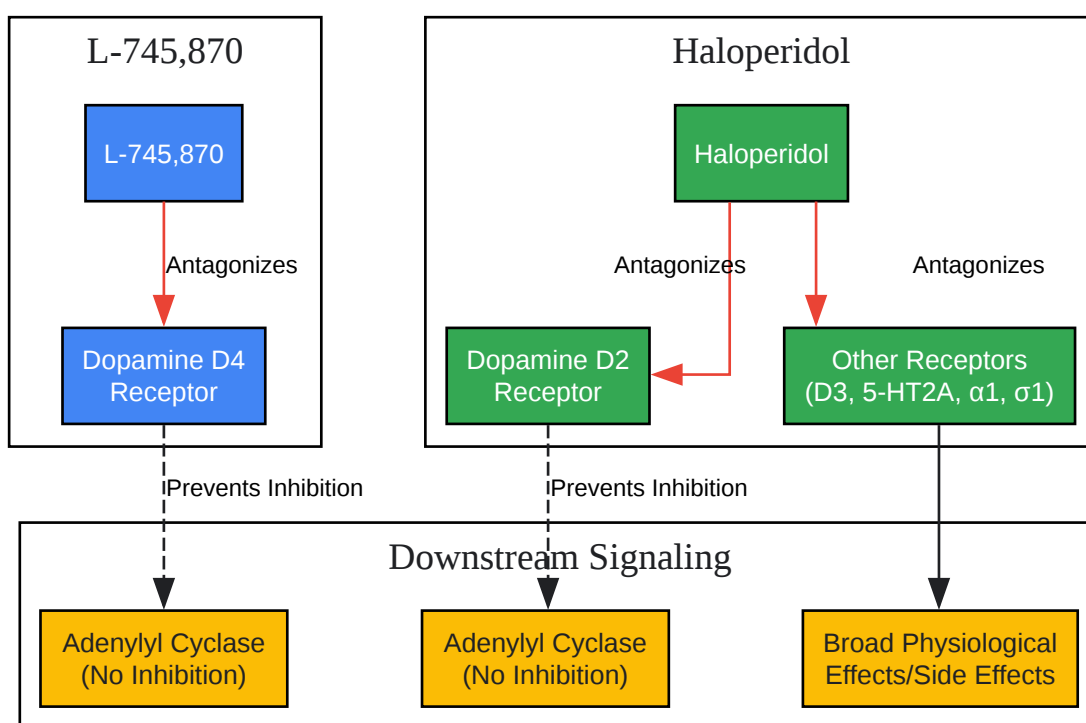 L-745,870
Haloperidol
L-745,870
Haloperidol
Antagonizes
Antagonizes
Antagonizes
Dopamine D4
Receptor
Dopamine D2
Receptor
Other Receptors
(D3, 5-HT2A, α1, σ1)
Prevents Inhibition
Prevents Inhibition
Downstream Signaling
Adenylyl Cyclase
(No Inhibition)
Adenylyl Cyclase
(No Inhibition)
Broad Physiological
Effects/Side Effects